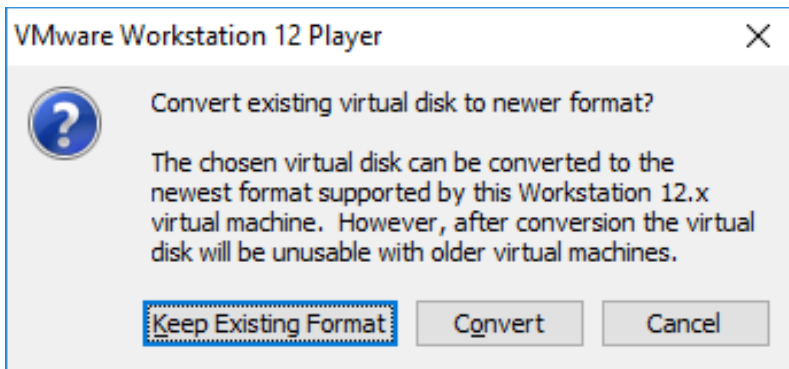 VMware Workstation 12 Player
Convert existing virtual disk to newer format?
The chosen virtual disk can be converted to the
newest format supported by this Workstation 12.x
virtual machine.  However, after conversion the virtual
disk will be unusable with older virtual machines.
Keep Existing Format
Convert
Cancel